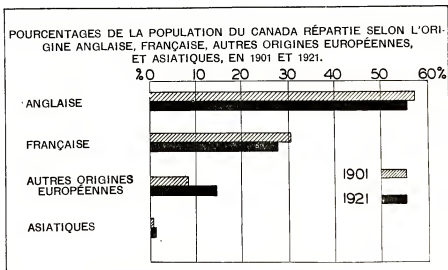 POURCENTAGES DE LA POPULATION DU CANADA RÉPARTIE SELON L'ORI-
GINE ANGLAISE, FRANÇAISE, AUTRES ORIGINES EUROPÉENNES,
ET ASIATIQUES, EN 1901 ET 1921.
% 0 10 20 30 40 50 60%
ANGLAISE
FRANÇAISE
AUTRES ORIGINES
EUROPÉENNES
1901
1921
ASIATIQUES